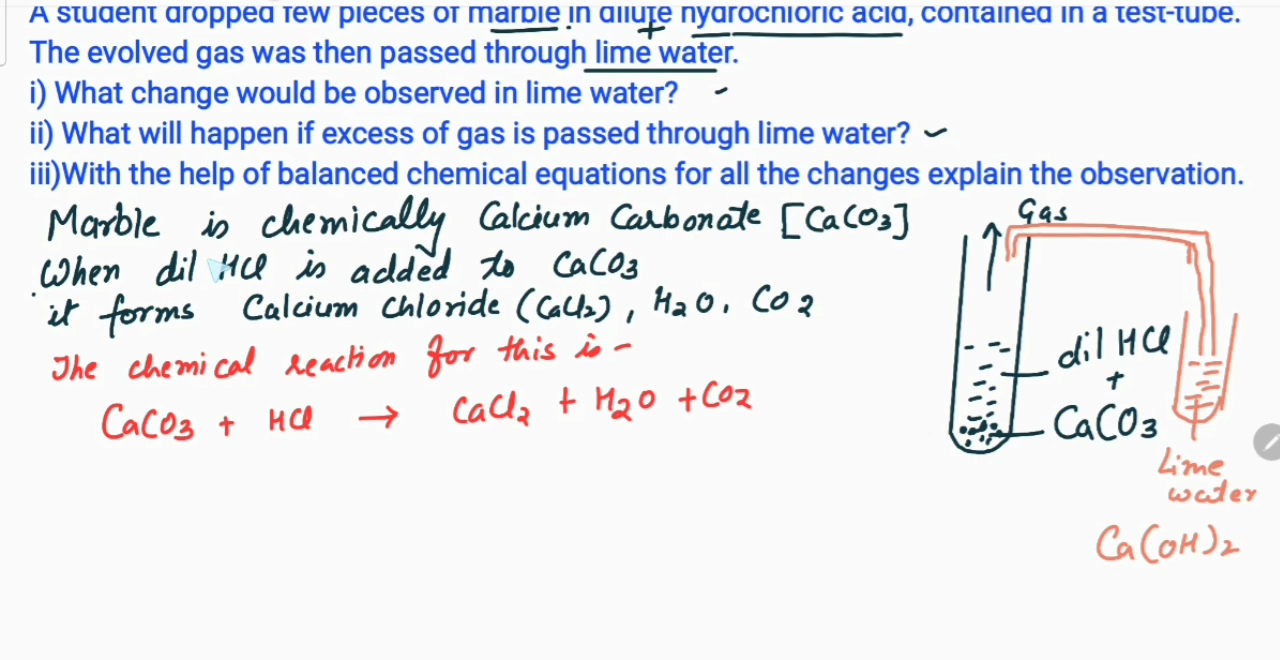 A student dropped few pieces of marble in dilute hydrochloric acid, contained in a test-tube.
The evolved gas was then passed through lime water.
i) What change would be observed in lime water?
ii) What will happen if excess of gas is passed through lime water?
iii)With the help of balanced chemical equations for all the changes explain the observation.
Marble is chemically Calcium Carbonate [CaCO3]
When dil HCl is added to CaCO3
it forms Calcium Chloride (CaCl2), H2O, CO2
The chemical reaction for this is -
CaCO3 + HCl → CaCl2 + H2O + CO2
Gas
dil HCl
+
CaCO3
Lime
water
Ca(OH)2